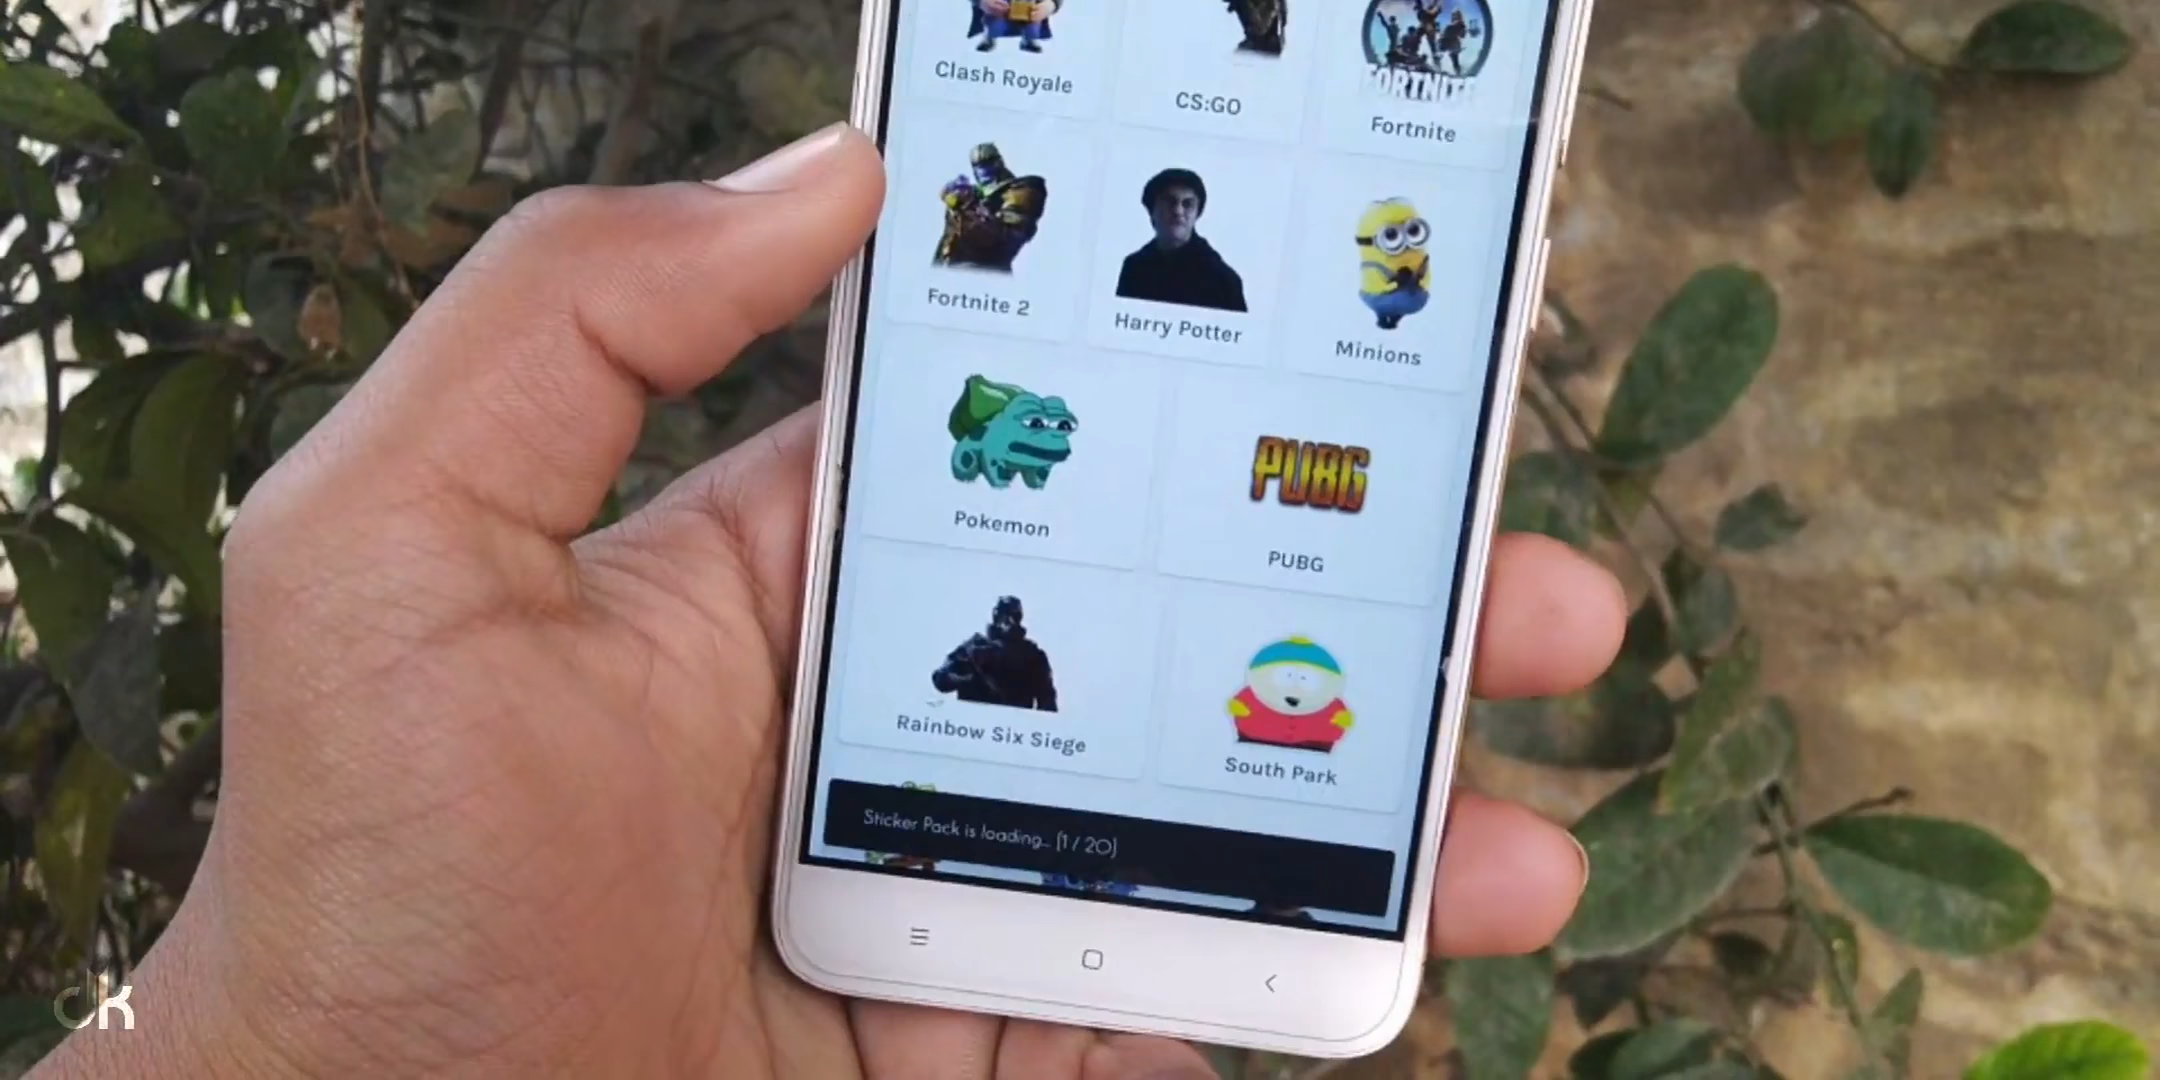 Clash Royale
CS:GO
FORTNITE
Fortnite
Fortnite 2
Harry Potter
Minions
Pokemon
PUBG
PUBG
Rainbow Six Siege
South Park
Sticker Pack is loading... (1 / 20)
dk